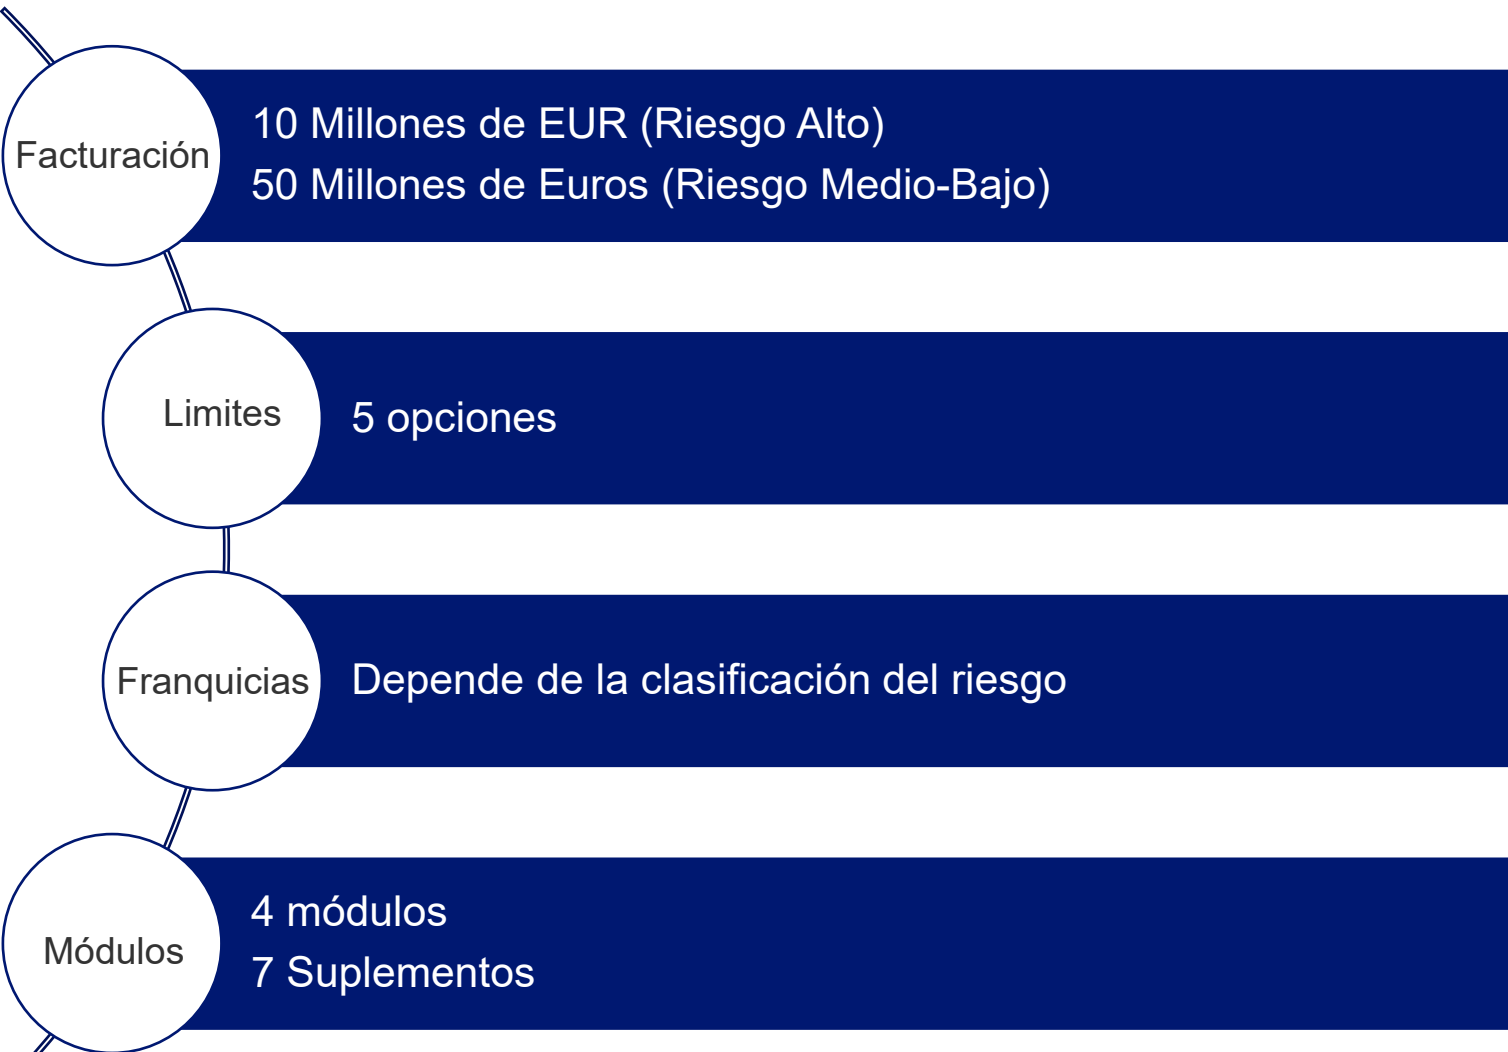 Facturación
10 Millones de EUR (Riesgo Alto)
50 Millones de Euros (Riesgo Medio-Bajo)
Limites
5 opciones
Franquicias
Depende de la clasificación del riesgo
Módulos
4 módulos
7 Suplementos